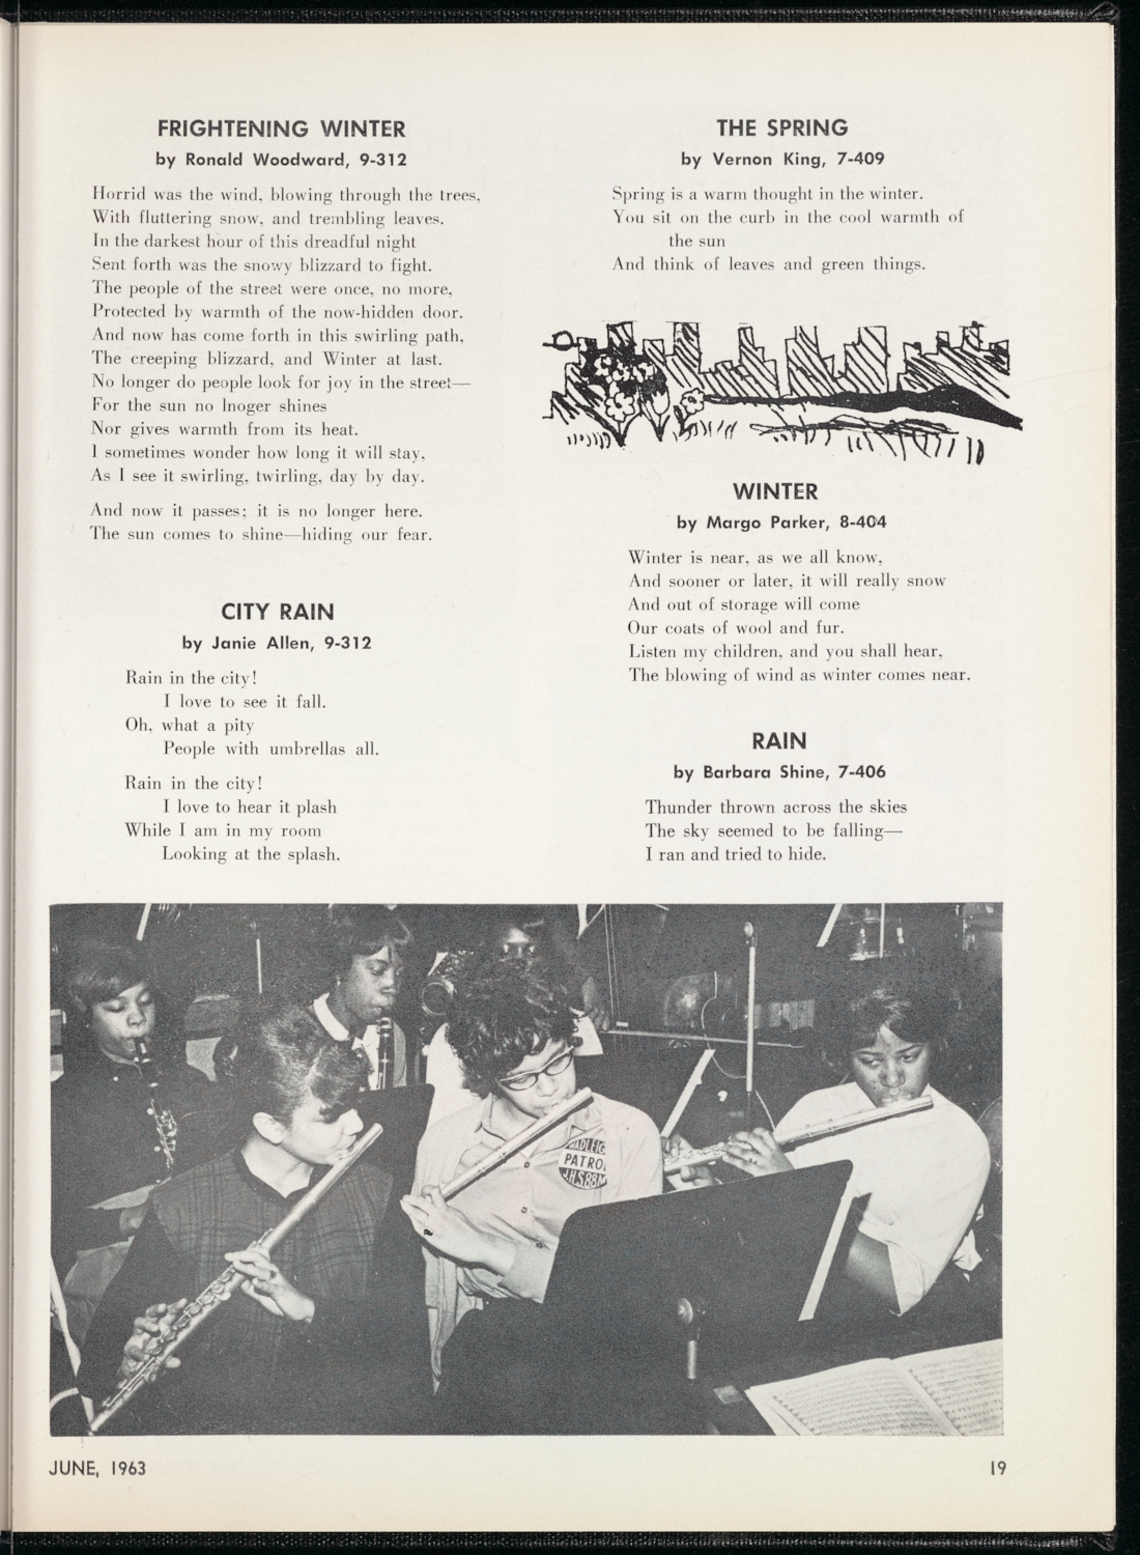 FRIGHTENING WINTER
by Ronald Woodward, 9-312
Horrid was the wind, blowing through the trees,
With fluttering snow, and trembling leaves.
In the darkest hour of this dreadful night
Sent forth was the snowy blizzard to fight.
The people of the street were once, no more,
Protected by warmth of the now-hidden door.
And now has come forth in this swirling path,
The creeping blizzard, and Winter at last.
No longer do people look for joy in the street—
For the sun no lnoger shines
Nor gives warmth from its heat.
I sometimes wonder how long it will stay,
As I see it swirling, twirling, day by day.
And now it passes; it is no longer here.
The sun comes to shine—hiding our fear.
CITY RAIN
by Janie Allen, 9-312
Rain in the city!
I love to see it fall.
Oh, what a pity
People with umbrellas all.
Rain in the city!
I love to hear it plash
While I am in my room
Looking at the splash.
THE SPRING
by Vernon King, 7-409
Spring is a warm thought in the winter.
You sit on the curb in the cool warmth of
the sun
And think of leaves and green things.
WINTER
by Margo Parker, 8-404
Winter is near, as we all know,
And sooner or later, it will really snow
And out of storage will come
Our coats of wool and fur.
Listen my children, and you shall hear,
The blowing of wind as winter comes near.
RAIN
by Barbara Shine, 7-406
Thunder thrown across the skies
The sky seemed to be falling—
I ran and tried to hide.
PATRO
J.H.S.88M
JUNE, 1963
19